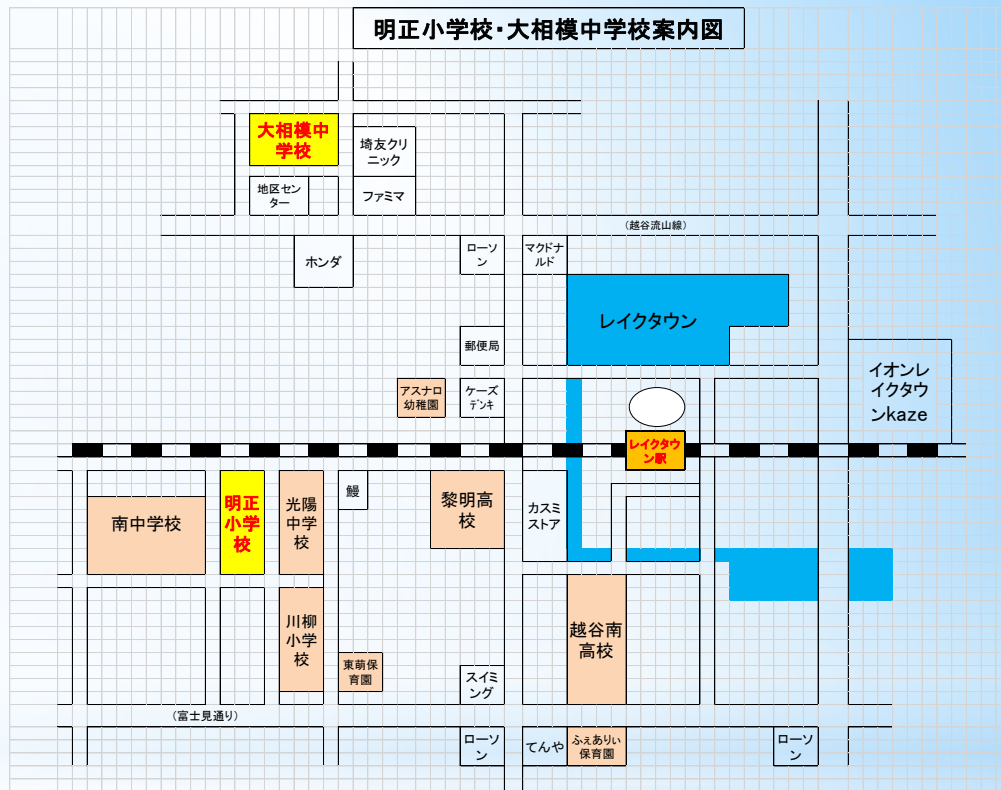 明正小学校・大相模中学校案内図
大相模中
学校
埼友クリ
ニック
地区セン
ター
ファミマ
(越谷流山線)
ホンダ
ローソ
ン
マクドナ
ルド
レイクタウン
郵便局
イオンレ
イクタウ
ンkaze
アスナロ
幼稚園
ケーズ
デンキ
レイクタウ
ン駅
南中学校
明正
小学
校
光陽
中学
校
鰻
黎明高
校
カスミ
ストア
川柳
小学
校
東萌保
育園
スイミ
ング
越谷南
高校
(富士見通り)
ローソ
ン
てんや
ふぇありぃ
保育園
ローソ
ン